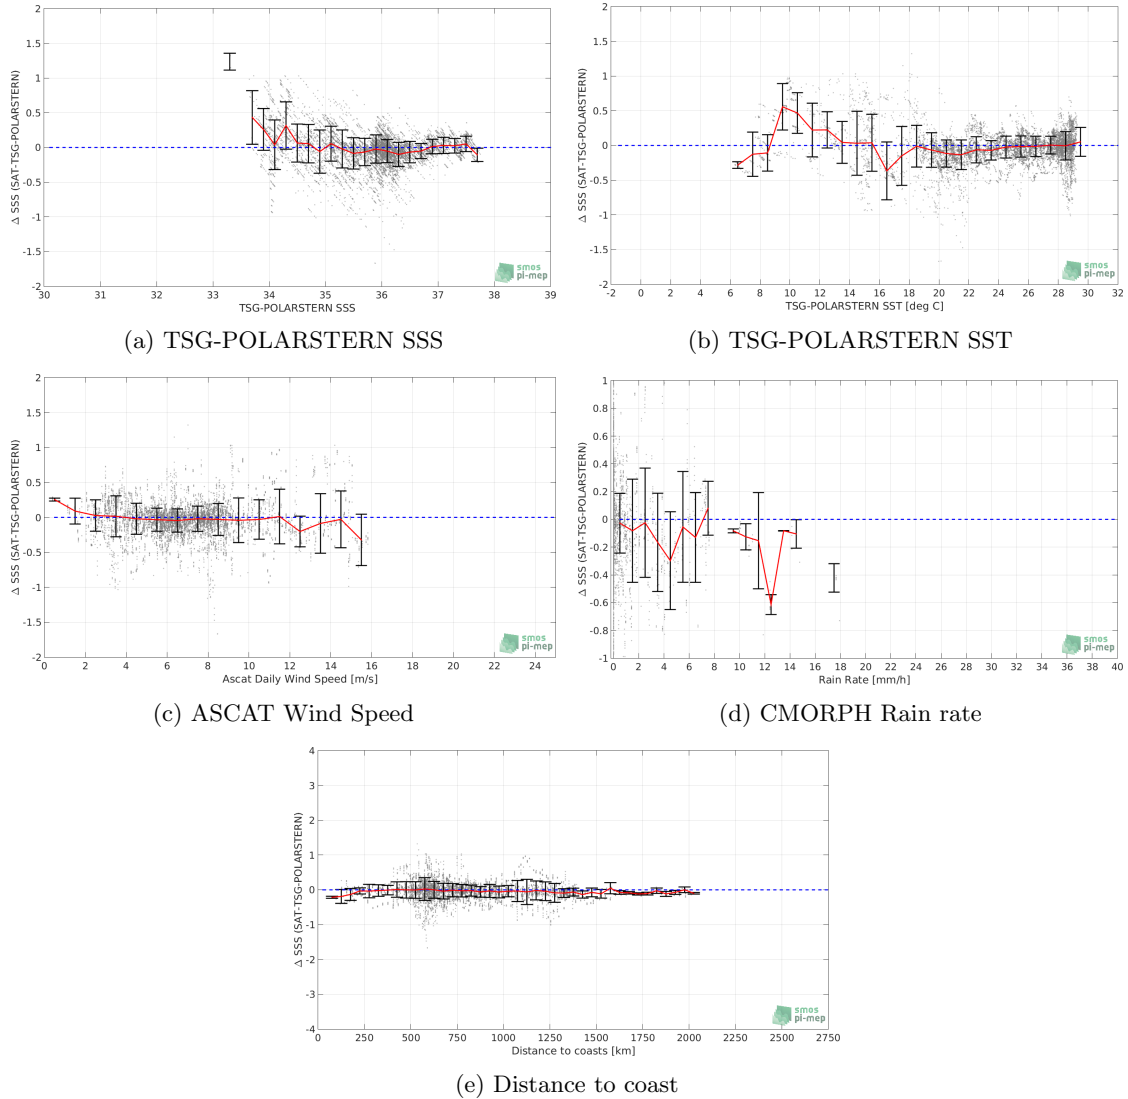 2
1.5
1
0.5
0
-0.5
-1
-1.5
-2
Δ SSS (SAT-TSG-POLARSTERN)
30 31 32 33 34 35 36 37 38 39
TSG-POLARSTERN SSS
smos
pi-mep
(a) TSG-POLARSTERN SSS
2
1.5
1
0.5
0
-0.5
-1
-1.5
-2
Δ SSS (SAT-TSG-POLARSTERN)
-2 0 2 4 6 8 10 12 14 16 18 20 22 24 26 28 30 32
TSG-POLARSTERN SST [deg C]
smos
pi-mep
(b) TSG-POLARSTERN SST
2
1.5
1
0.5
0
-0.5
-1
-1.5
-2
Δ SSS (SAT-TSG-POLARSTERN)
0 2 4 6 8 10 12 14 16 18 20 22 24
Ascat Daily Wind Speed [m/s]
smos
pi-mep
(c) ASCAT Wind Speed
1
0.8
0.6
0.4
0.2
0
-0.2
-0.4
-0.6
-0.8
-1
Δ SSS (SAT-TSG-POLARSTERN)
0 2 4 6 8 10 12 14 16 18 20 22 24 26 28 30 32 34 36 38 40
Rain Rate [mm/h]
smos
pi-mep
(d) CMORPH Rain rate
4
3
2
1
0
-1
-2
-3
-4
Δ SSS (SAT-TSG-POLARSTERN)
0 250 500 750 1000 1250 1500 1750 2000 2250 2500 2750
Distance to coasts [km]
smos
pi-mep
(e) Distance to coast